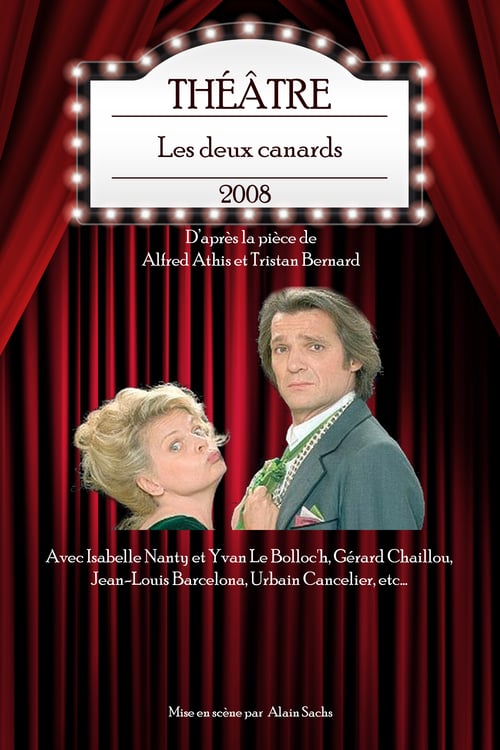 THÉÂTRE
Les deux canards
2008
D'après la pièce de
Alfred Athis et Tristan Bernard
Avec Isabelle Nanty et Yvan Le Bolloc'h, Gérard Chaillou,
Jean-Louis Barcelona, Urbain Cancelier, etc...
Mise en scène par Alain Sachs